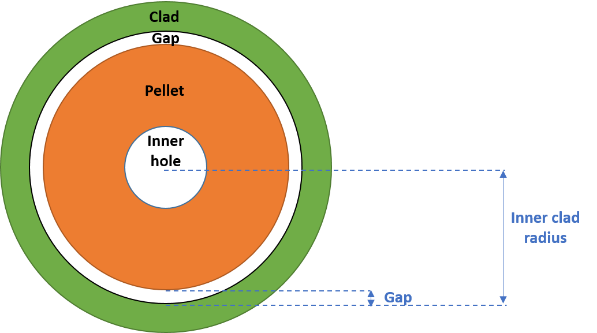 Clad
Gap
Pellet
Inner
hole
Inner clad
radius
Gap